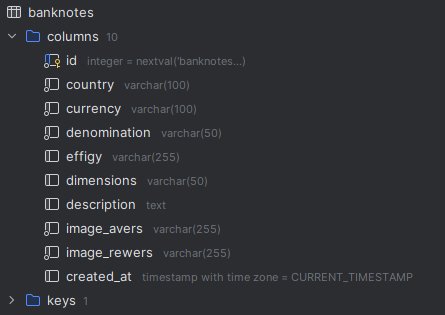 banknotes
columns 10
id integer = nextval('banknotes...)
country varchar(100)
currency varchar(100)
denomination varchar(50)
effigy varchar(255)
dimensions varchar(50)
description text
image_avers varchar(255)
image_rewers varchar(255)
created_at timestamp with time zone = CURRENT_TIMESTAMP
keys 1